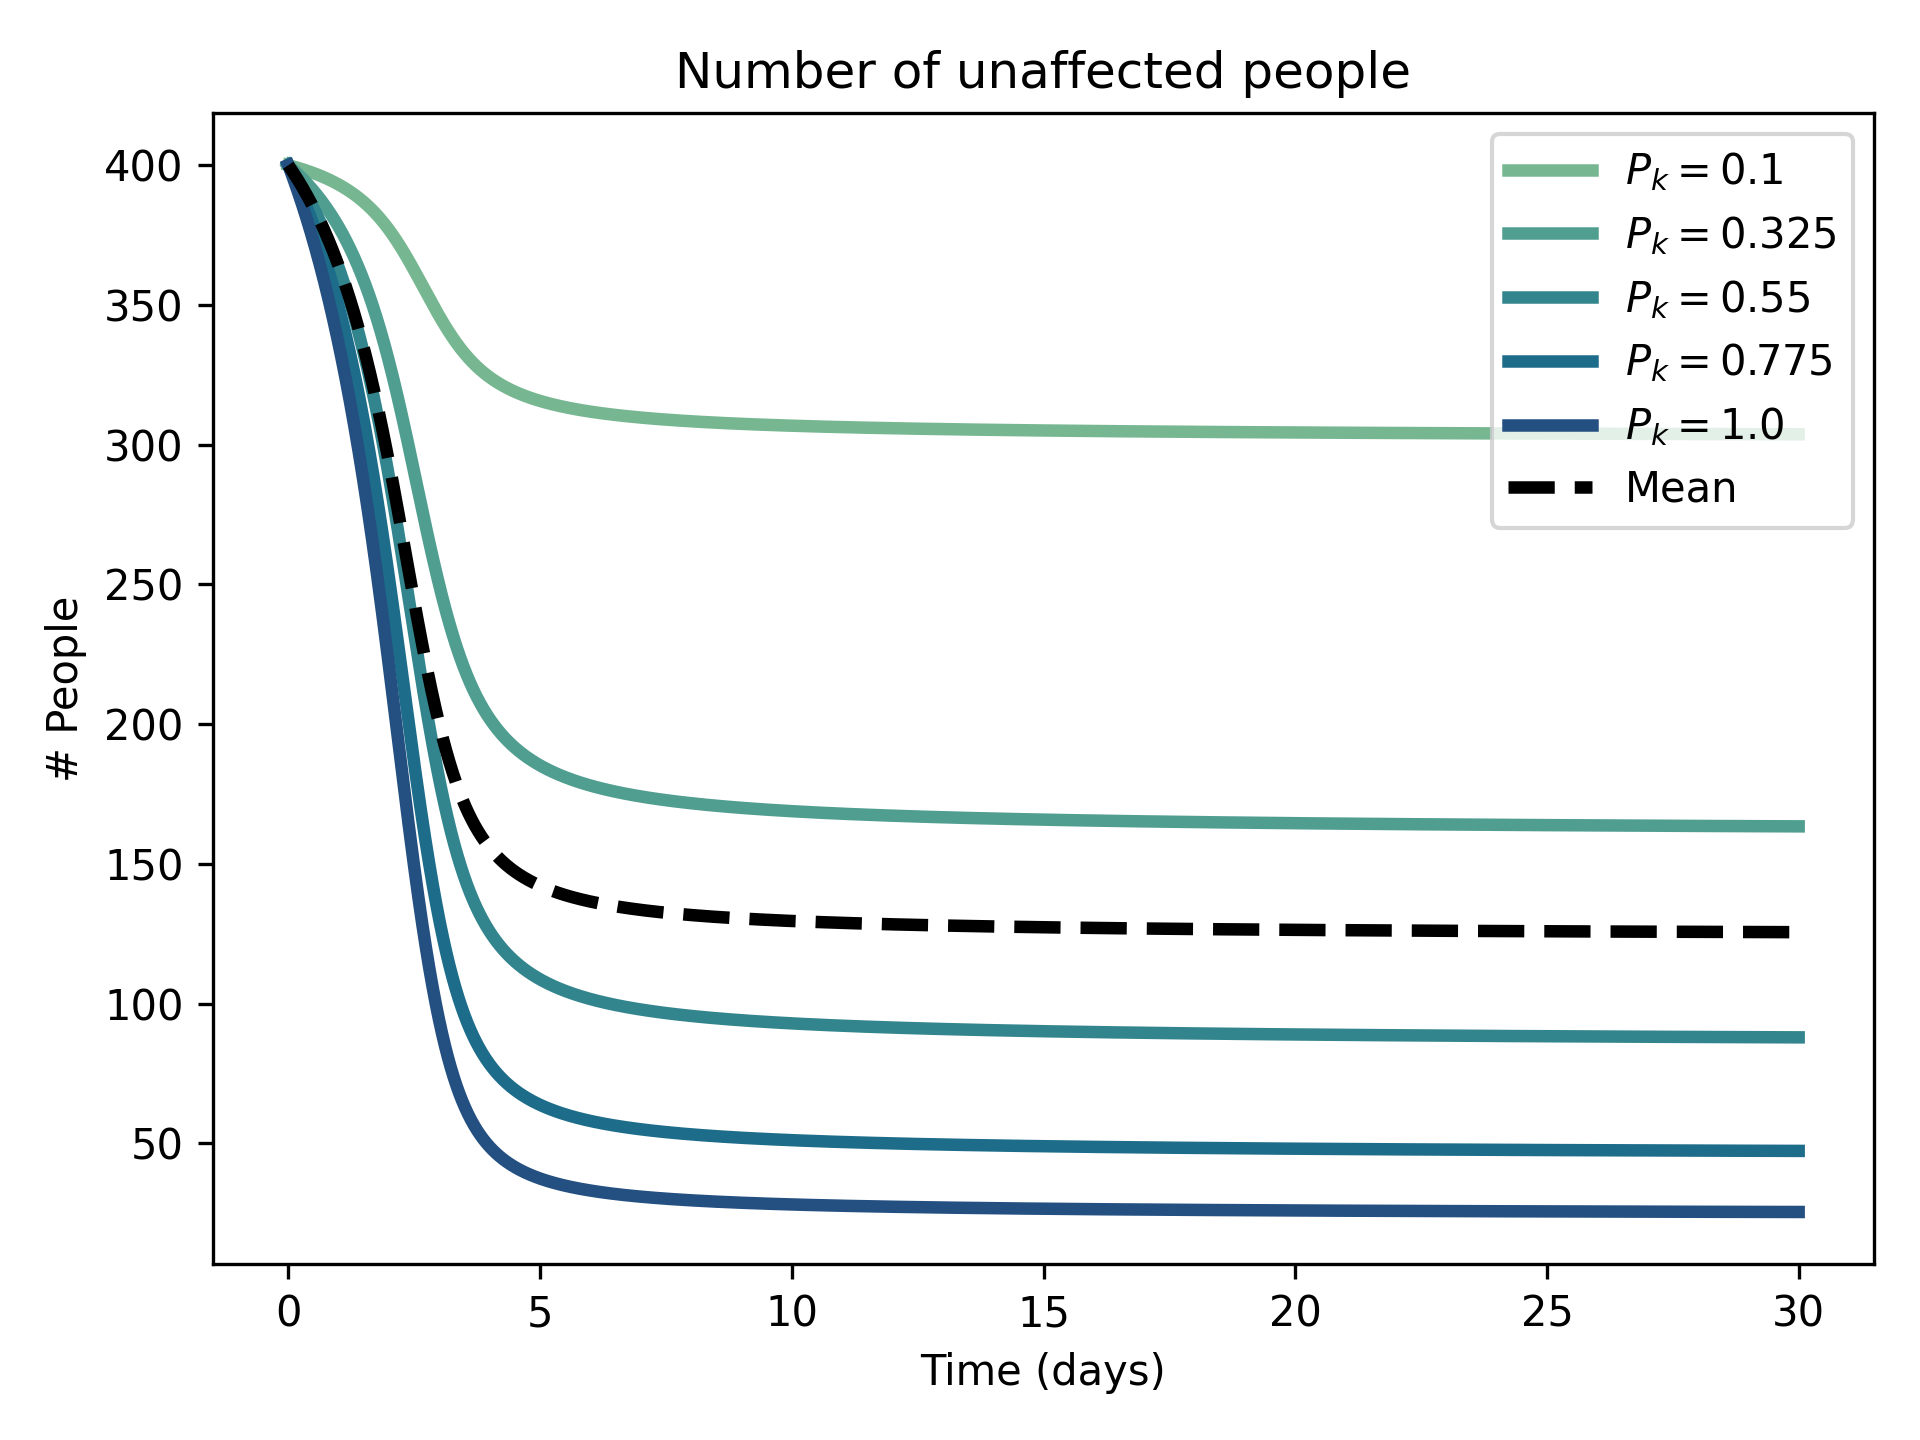 Number of unaffected people
400
350
300
250
200
150
100
50
# People
P_k = 0.1
P_k = 0.325
P_k = 0.55
P_k = 0.775
P_k = 1.0
Mean
0 5 10 15 20 25 30
Time (days)